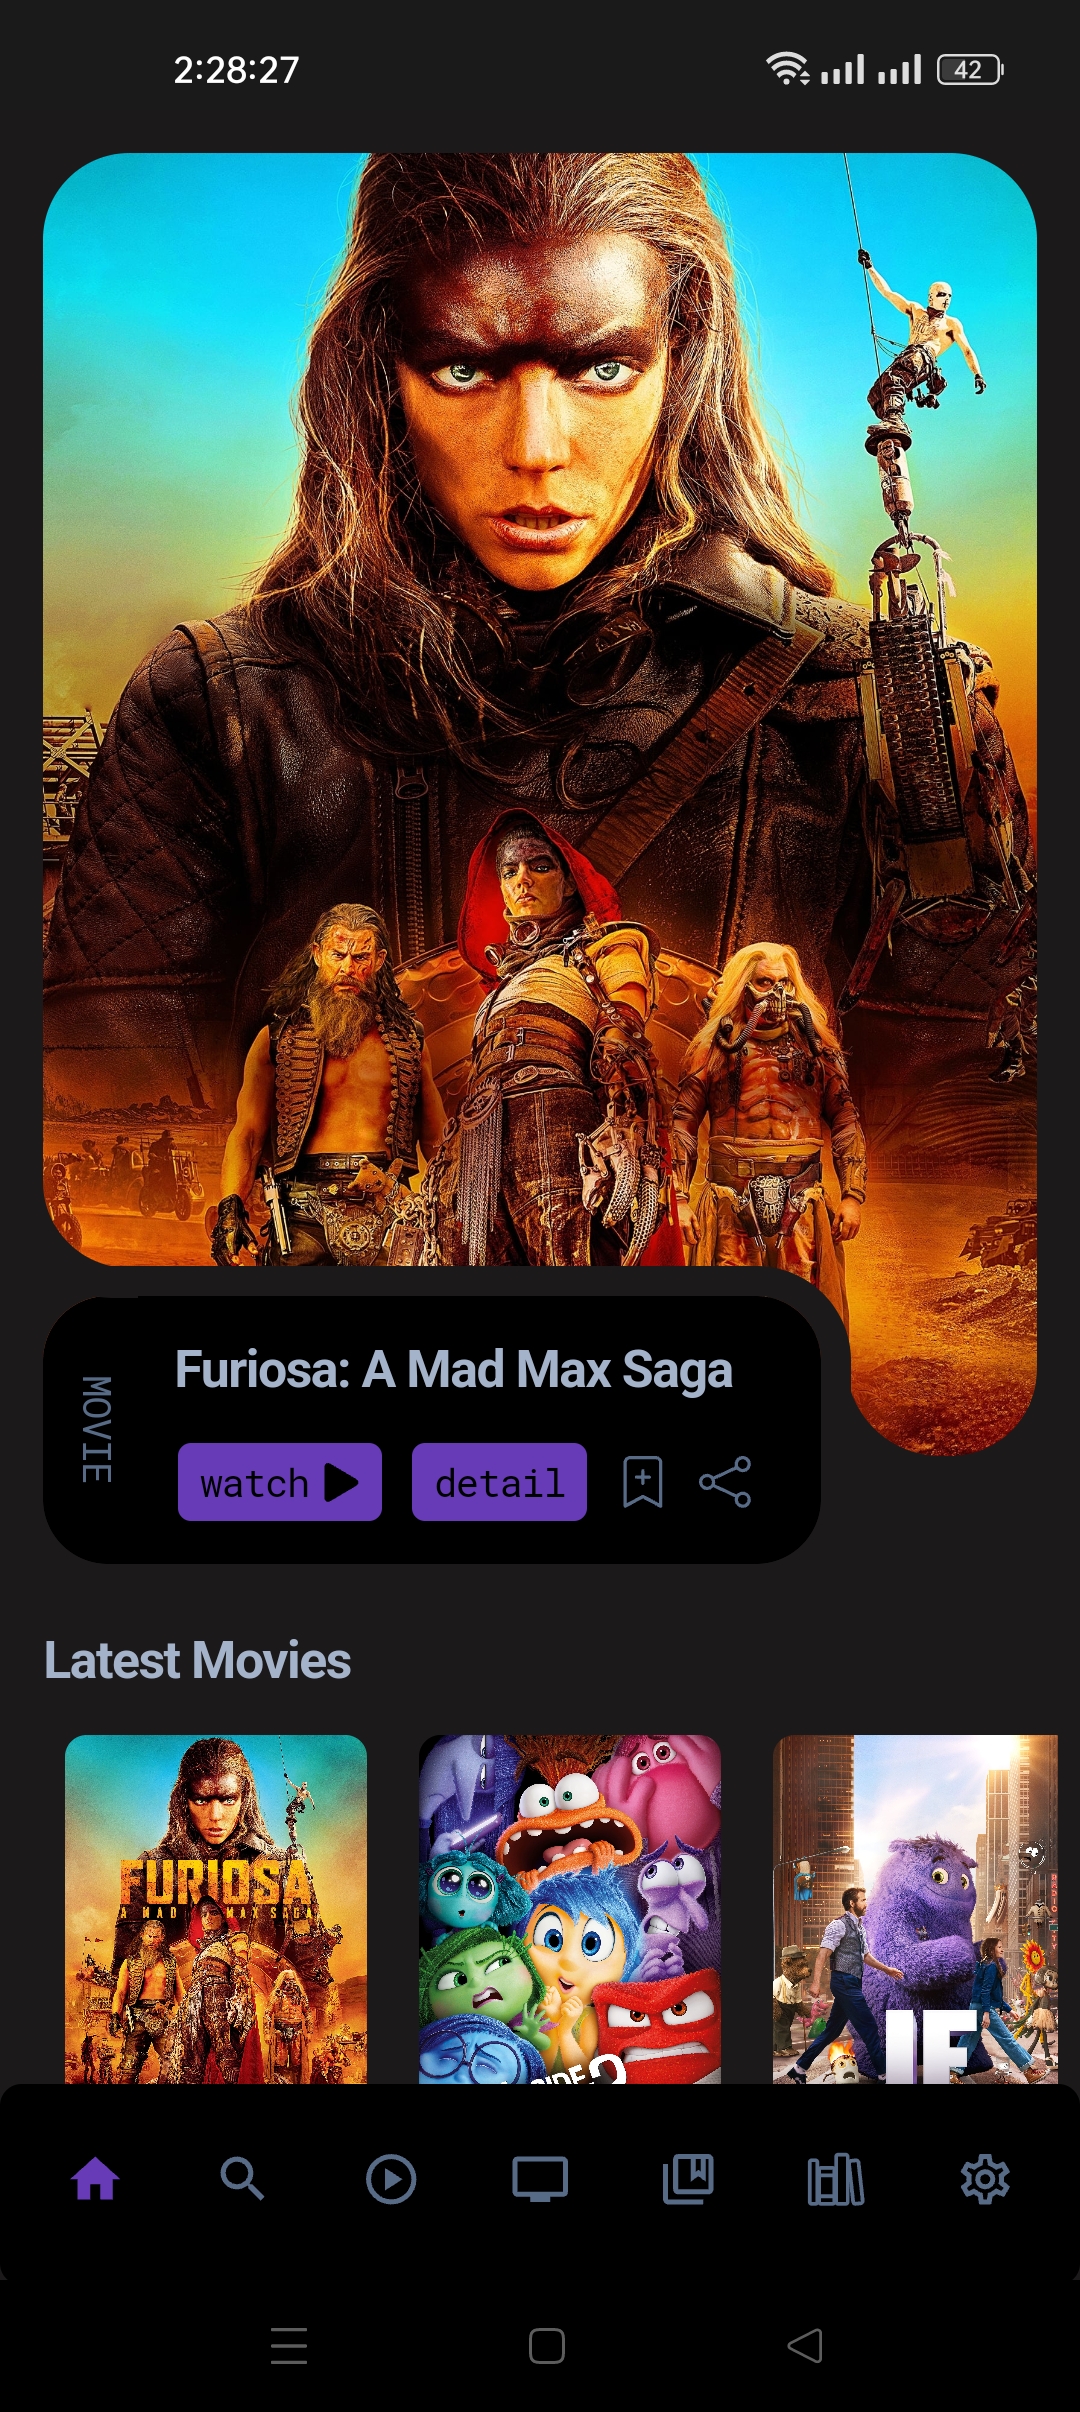 2:28:27
42
MOVIE
Furiosa: A Mad Max Saga
watch
detail
Latest Movies
FURIOSA
A MAD MAX SAGA
IF